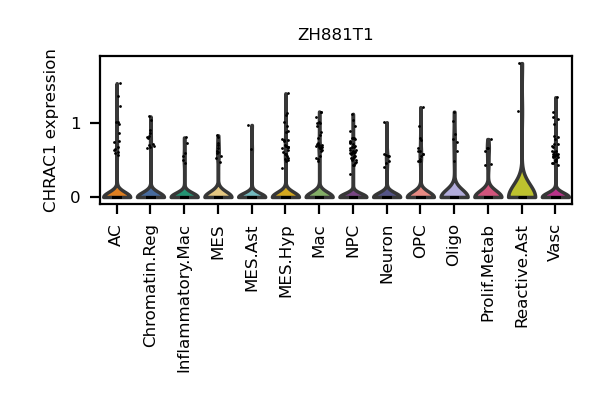 ZH881T1
CHRAC1 expression
1
0
AC
Chromatin.Reg
Inflammatory.Mac
MES
MES.Ast
MES.Hyp
Mac
NPC
Neuron
OPC
Oligo
Prolif.Metab
Reactive.Ast
Vasc